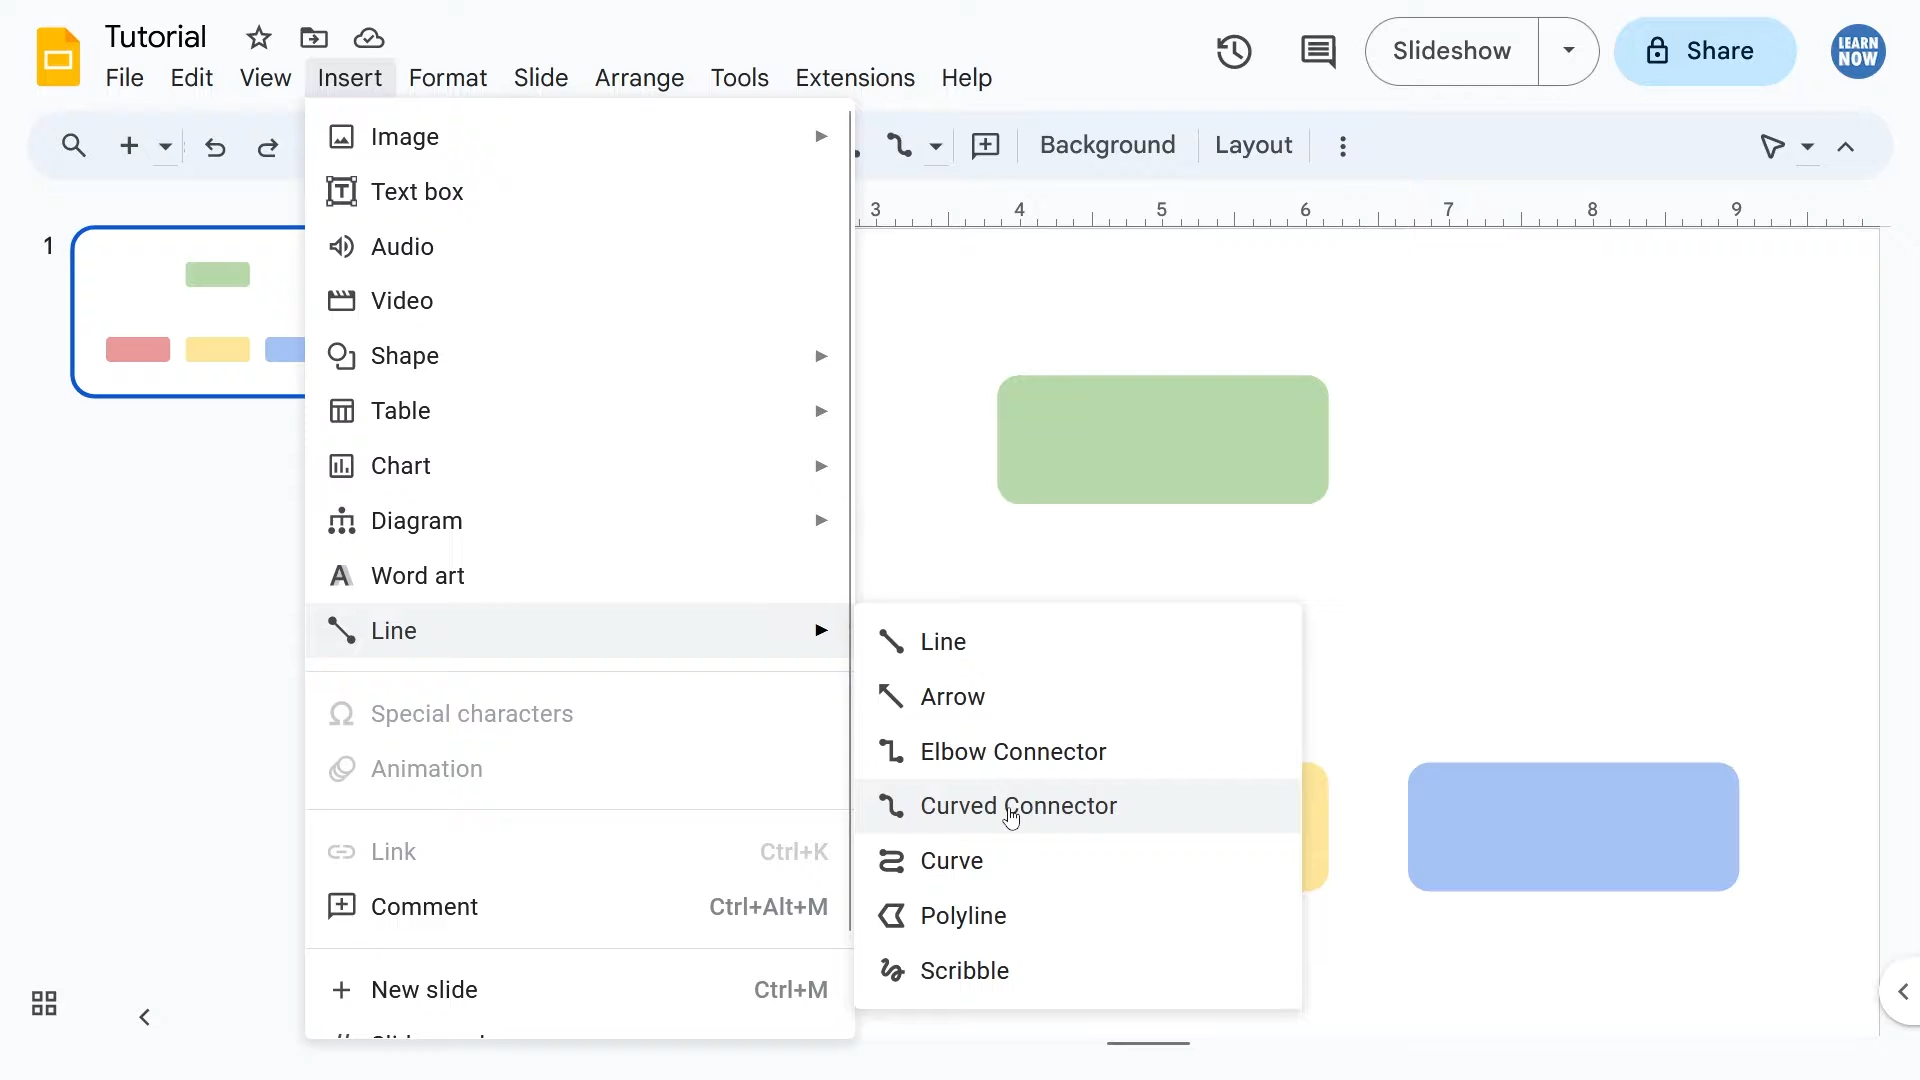 Tutorial
File Edit View Insert Format Slide Arrange Tools Extensions Help
Slideshow
Share
LEARN
NOW
Background Layout
3 4 5 6 7 8 9
1
Image
Text box
Audio
Video
Shape
Table
Chart
Diagram
Word art
Line
Special characters
Animation
Link Ctrl+K
Comment Ctrl+Alt+M
New slide Ctrl+M
Line
Arrow
Elbow Connector
Curved Connector
Curve
Polyline
Scribble